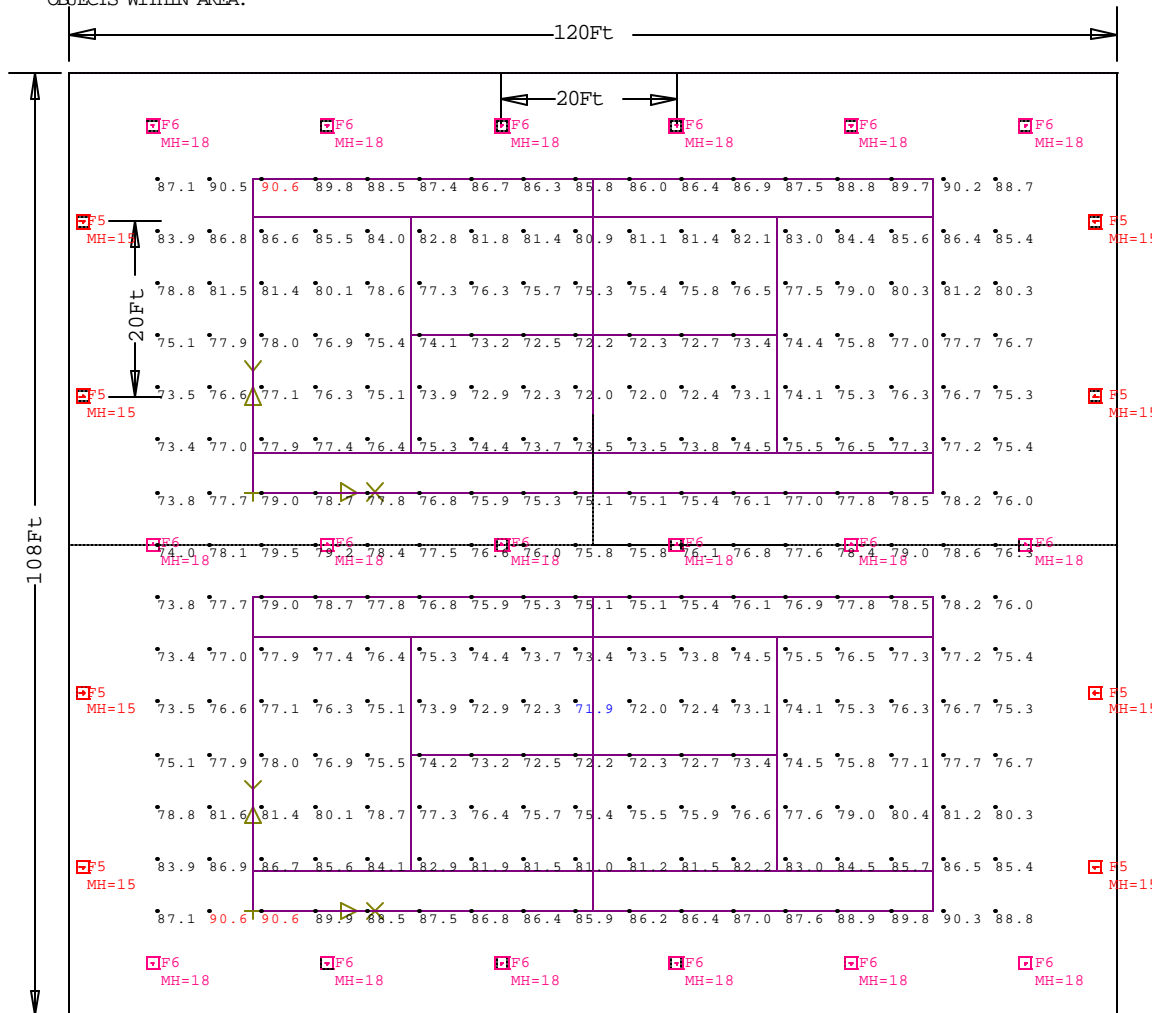 OBJECTS WITHIN AREA.
120Ft
20Ft
F6 F6 F6 F6 F6 F6
MH=18 MH=18 MH=18 MH=18 MH=18 MH=18
87.1 90.5 90.6 89.8 88.5 87.4 86.7 86.3 85.8 86.0 86.4 86.9 87.5 88.8 89.7 90.2 88.7
F5 F5
MH=15 83.9 86.8 86.6 85.5 84.0 82.8 81.8 81.4 80.9 81.1 81.4 82.1 83.0 84.4 85.6 86.4 85.4 MH=15
20Ft
78.8 81.5 81.4 80.1 78.6 77.3 76.3 75.7 75.3 75.4 75.8 76.5 77.5 79.0 80.3 81.2 80.3
75.1 77.9 78.0 76.9 75.4 74.1 73.2 72.5 72.2 72.3 72.7 73.4 74.4 75.8 77.0 77.7 76.7
F5 73.5 76.6 77.1 76.3 75.1 73.9 72.9 72.3 72.0 72.0 72.4 73.1 74.1 75.3 76.3 76.7 75.3 F5
MH=15 MH=15
73.4 77.0 77.9 77.4 76.4 75.3 74.4 73.7 73.5 73.5 73.8 74.5 75.5 76.5 77.3 77.2 75.4
73.8 77.7 79.0 78.7 77.8 76.8 75.9 75.3 75.1 75.1 75.4 76.1 77.0 77.8 78.5 78.2 76.0
108Ft
F6 F6 F6 F6 F6 F6
74.0 78.1 79.5 79.2 78.4 77.5 76.6 76.0 75.8 75.8 76.1 76.8 77.6 78.4 79.0 78.6 76.3
MH=18 MH=18 MH=18 MH=18 MH=18 MH=18
73.8 77.7 79.0 78.7 77.8 76.8 75.9 75.3 75.1 75.1 75.4 76.1 76.9 77.8 78.5 78.2 76.0
73.4 77.0 77.9 77.4 76.4 75.3 74.4 73.7 73.4 73.5 73.8 74.5 75.5 76.5 77.3 77.2 75.4
F5 F5
MH=15 73.5 76.6 77.1 76.3 75.1 73.9 72.9 72.3 71.9 72.0 72.4 73.1 74.1 75.3 76.3 76.7 75.3 MH=15
75.1 77.9 78.0 76.9 75.5 74.2 73.2 72.5 72.2 72.3 72.7 73.4 74.5 75.8 77.1 77.7 76.7
78.8 81.6 81.4 80.1 78.7 77.3 76.4 75.7 75.4 75.5 75.9 76.6 77.6 79.0 80.4 81.2 80.3
F5 83.9 86.9 86.7 85.6 84.1 82.9 81.9 81.5 81.0 81.2 81.5 82.2 83.0 84.5 85.7 86.5 85.4 F5
MH=15 MH=15
87.1 90.6 90.6 89.9 88.5 87.5 86.8 86.4 85.9 86.2 86.4 87.0 87.6 88.9 89.8 90.3 88.8
F6 F6 F6 F6 F6 F6
MH=18 MH=18 MH=18 MH=18 MH=18 MH=18